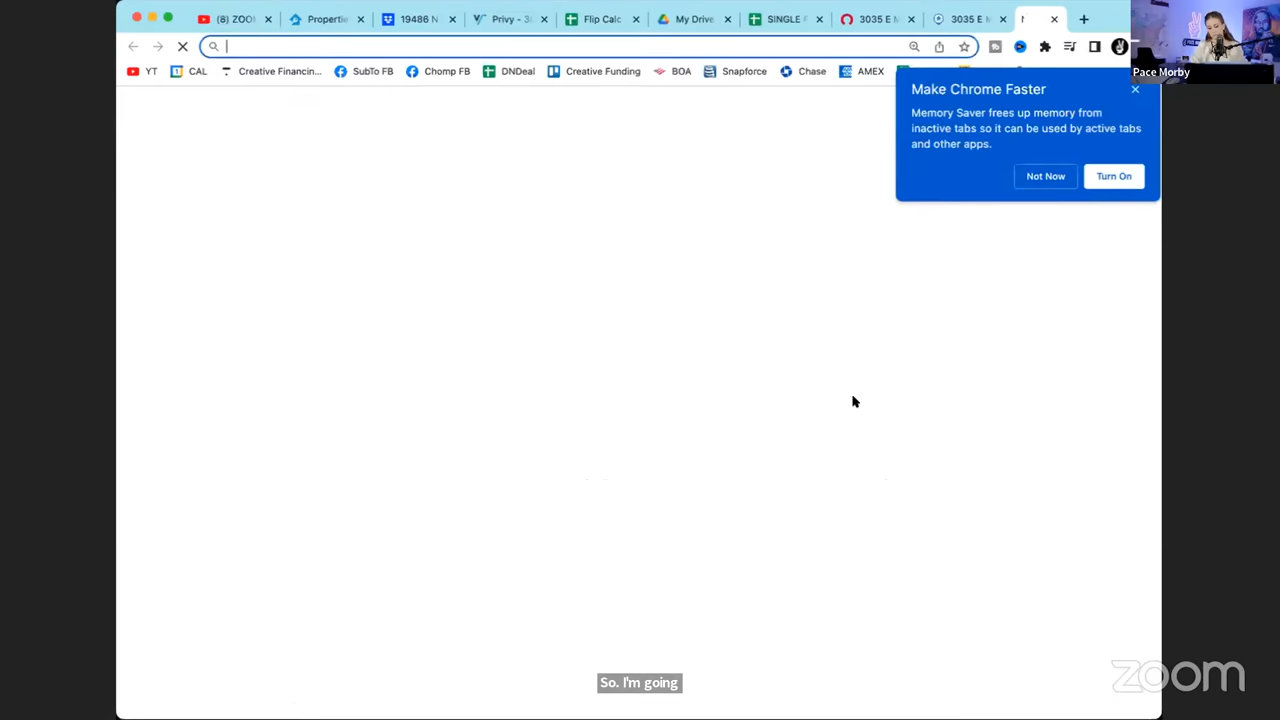 (8) ZOOM
Properties
19486 N
Privy - 3
Flip Calc
My Drive
SINGLE F
3035 E M
3035 E M
YT
CAL
Creative Financin...
SubTo FB
Chomp FB
DNDeal
Creative Funding
BOA
Snapforce
Chase
AMEX
Make Chrome Faster
Memory Saver frees up memory from
inactive tabs so it can be used by active tabs
and other apps.
Not Now
Turn On
Pace Morby
So. I'm going
zoom